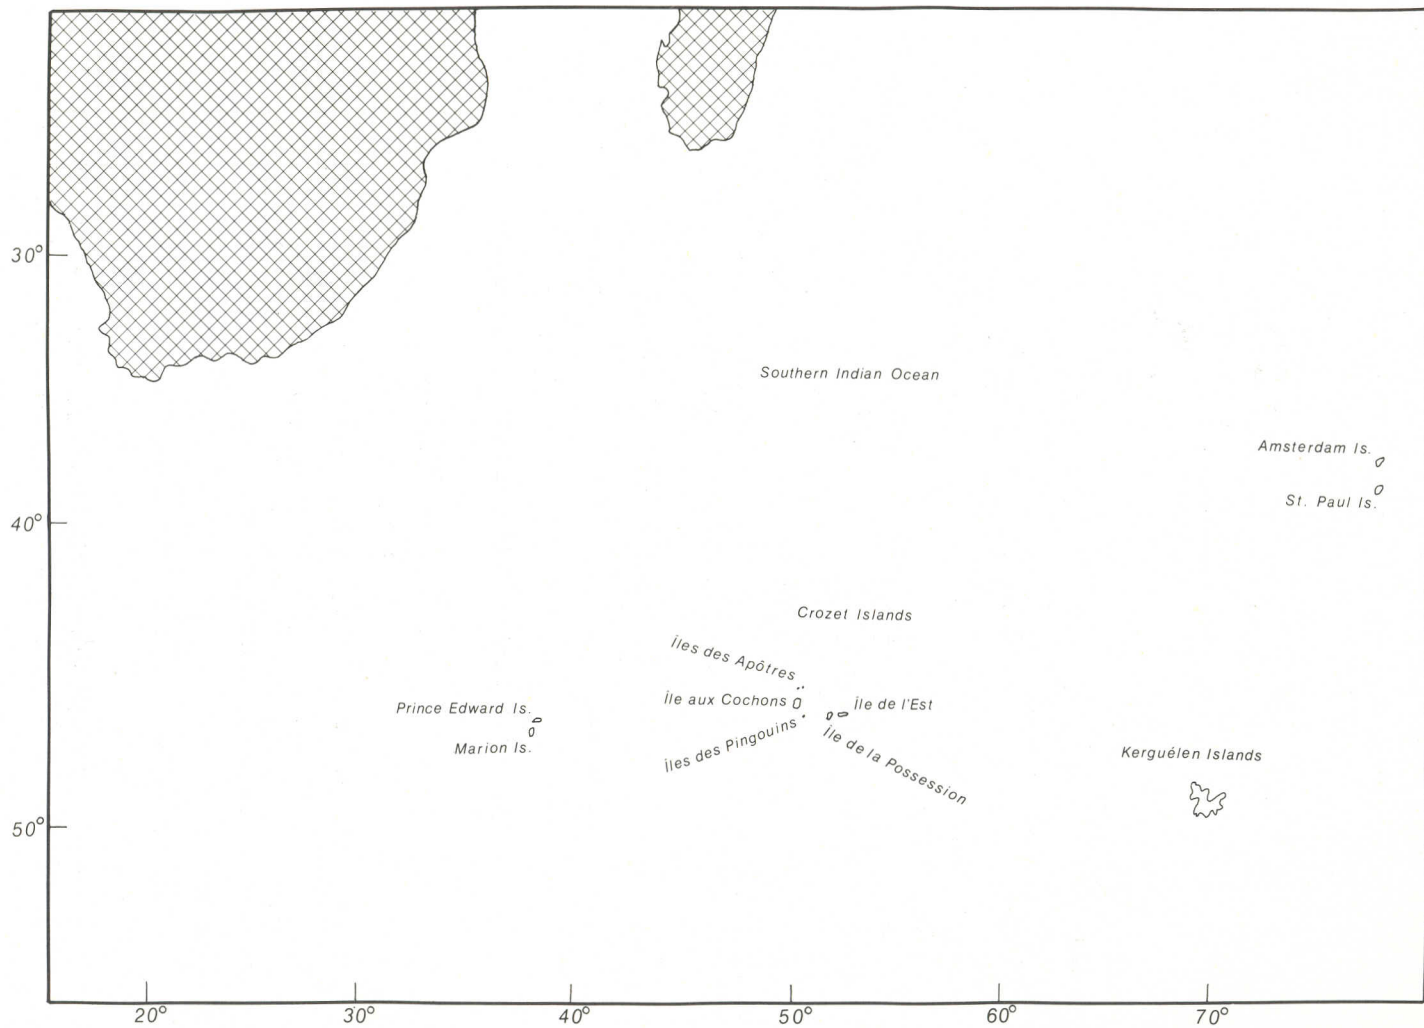 30°
Southern Indian Ocean
Amsterdam Is.
St. Paul Is.
40°
Crozet Islands
Îles des Apôtres
Île aux Cochons
Île de l'Est
Prince Edward Is.
Îles des Pingouins
Île de la Possession
Marion Is.
Kerguélen Islands
50°
20°
30°
40°
50°
60°
70°